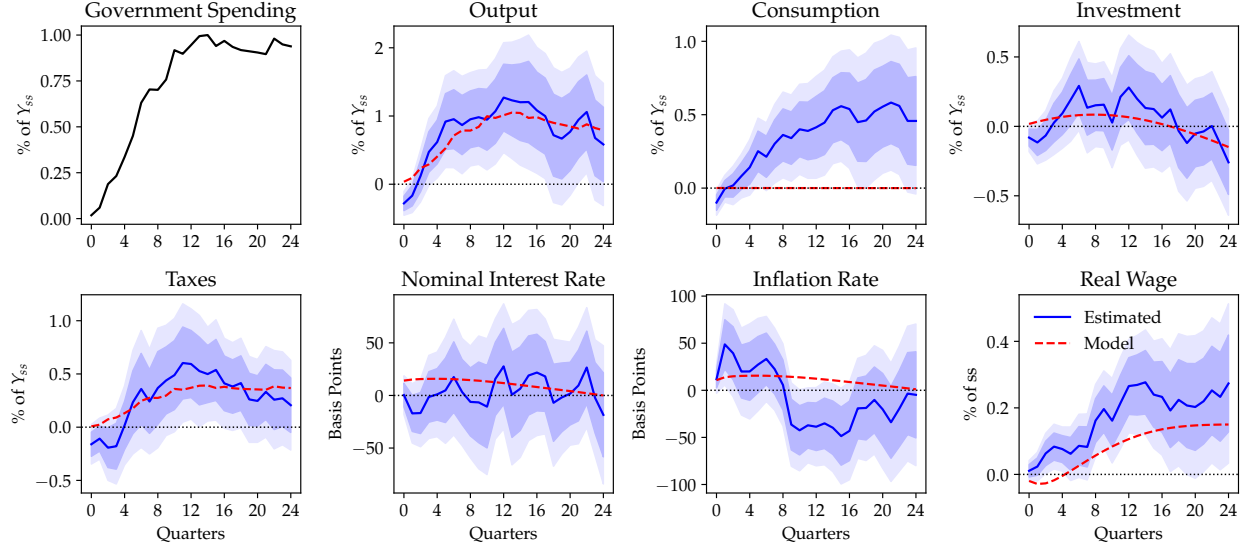 Government Spending
% of Y_ss
1.00
0.75
0.50
0.25
0.00
0 4 8 12 16 20 24
Output
% of Y_ss
2
1
0
0 4 8 12 16 20 24
Consumption
% of Y_ss
1.0
0.5
0.0
0 4 8 12 16 20 24
Investment
% of Y_ss
0.5
0.0
−0.5
0 4 8 12 16 20 24
Taxes
% of Y_ss
1.0
0.5
0.0
−0.5
0 4 8 12 16 20 24
Quarters
Nominal Interest Rate
Basis Points
50
0
−50
0 4 8 12 16 20 24
Quarters
Inflation Rate
Basis Points
100
50
0
−50
−100
0 4 8 12 16 20 24
Quarters
Real Wage
% of ss
0.4
0.2
0.0
Estimated
Model
0 4 8 12 16 20 24
Quarters